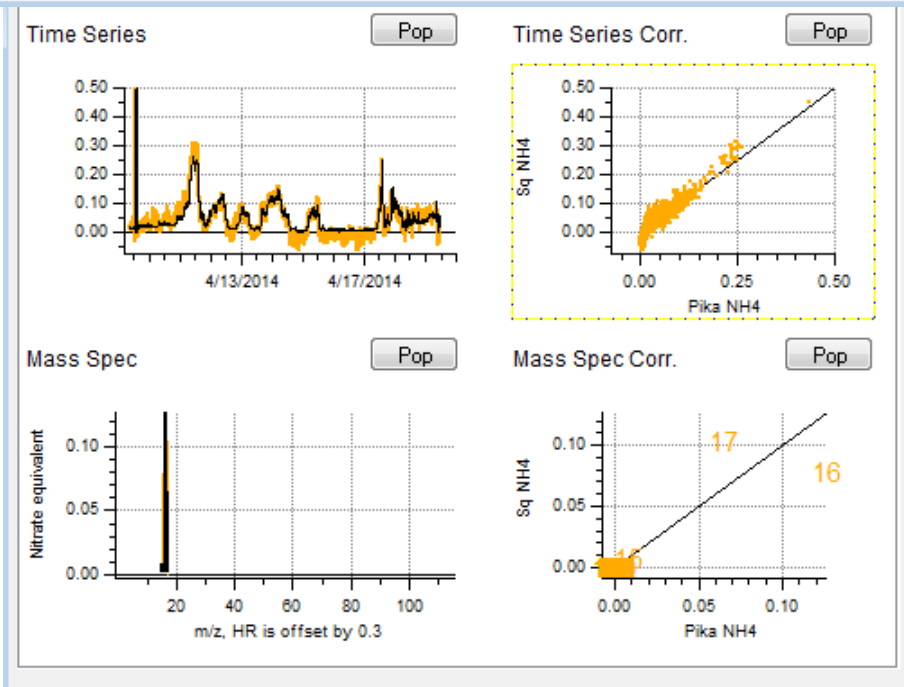 Time Series
Pop
0.50
0.40
0.30
0.20
0.10
0.00
4/13/2014
4/17/2014
Time Series Corr.
Pop
Sq NH4
0.50
0.40
0.30
0.20
0.10
0.00
0.00
0.25
0.50
Pika NH4
Mass Spec
Pop
Nitrate equivalent
0.10
0.05
0.00
20
40
60
80
100
m/z, HR is offset by 0.3
Mass Spec Corr.
Pop
Sq NH4
0.10
0.05
0.00
17
16
0.00
0.05
0.10
Pika NH4